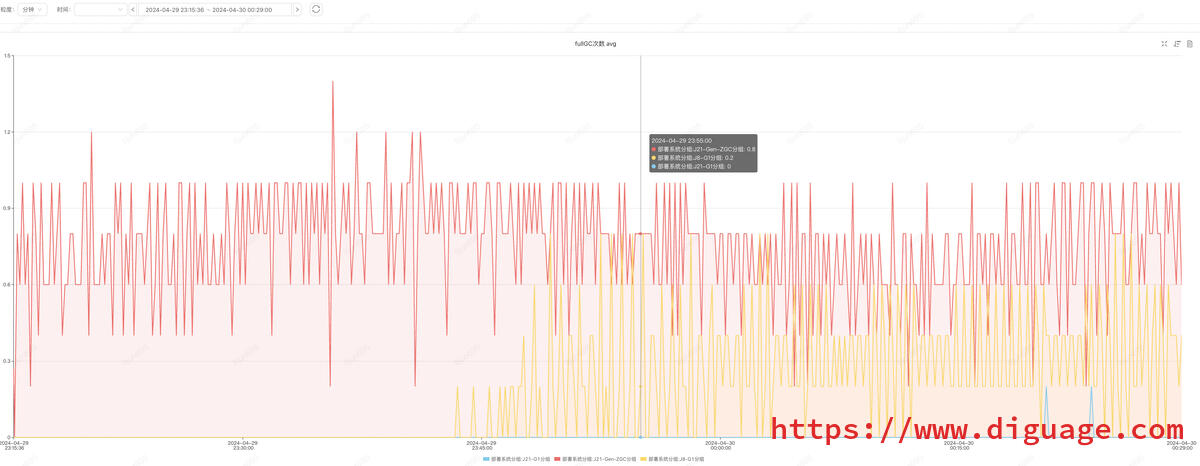 粒度: 分钟 时间: 2024-04-29 23:15:36 ~ 2024-04-30 00:29:00
fullGC次数 avg
1.5
1.2
2024-04-29 23:55:00
部署系统分组:J21-Gen-ZGC分组: 0.8
部署系统分组:J8-G1分组: 0.2
部署系统分组:J21-G1分组: 0
0.9
0.6
0.3
https://www.diguage.com
0
2024-04-29 2024-04-29 2024-04-29 2024-04-30 2024-04-30 2024-04-30
23:15:36 23:30:00 23:45:00 00:00:00 00:15:00 00:29:00
部署系统分组:J21-G1分组 部署系统分组:J21-Gen-ZGC分组 部署系统分组:J8-G1分组